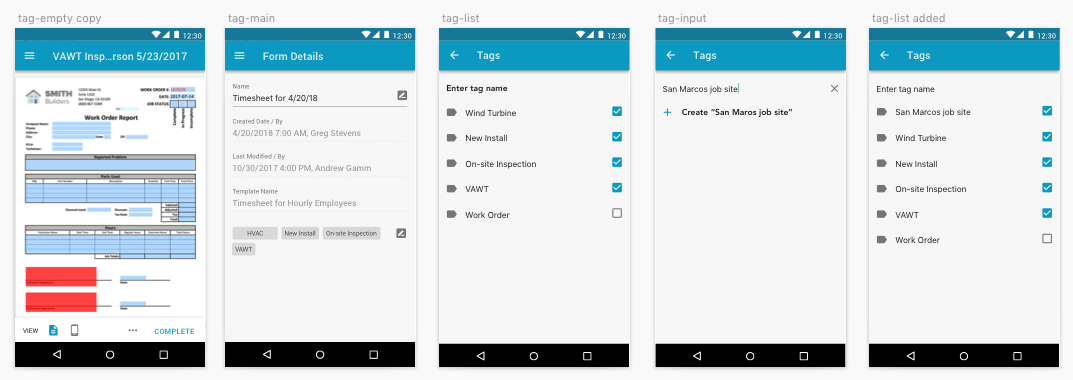 tag-empty copy
12:30
VAWT Insp...rson 5/23/2017
SMITH
Builders
WORK ORDER #:
DATE: 2017-07-14
JOB STATUS:
Work Order Report
Reported Problem
Parts Used
Hours
VIEW
COMPLETE
tag-main
12:30
Form Details
Name
Timesheet for 4/20/18
Created Date / By
4/20/2018 7:00 AM, Greg Stevens
Last Modified / By
10/30/2017 4:00 PM, Andrew Gamm
Template Name
Timesheet for Hourly Employees
HVAC New Install On-site Inspection
VAWT
tag-list
12:30
Tags
Enter tag name
Wind Turbine
New Install
On-site Inspection
VAWT
Work Order
tag-input
12:30
Tags
San Marcos job site
Create “San Maros job site”
tag-list added
12:30
Tags
Enter tag name
San Maros job site
Wind Turbine
New Install
On-site Inspection
VAWT
Work Order